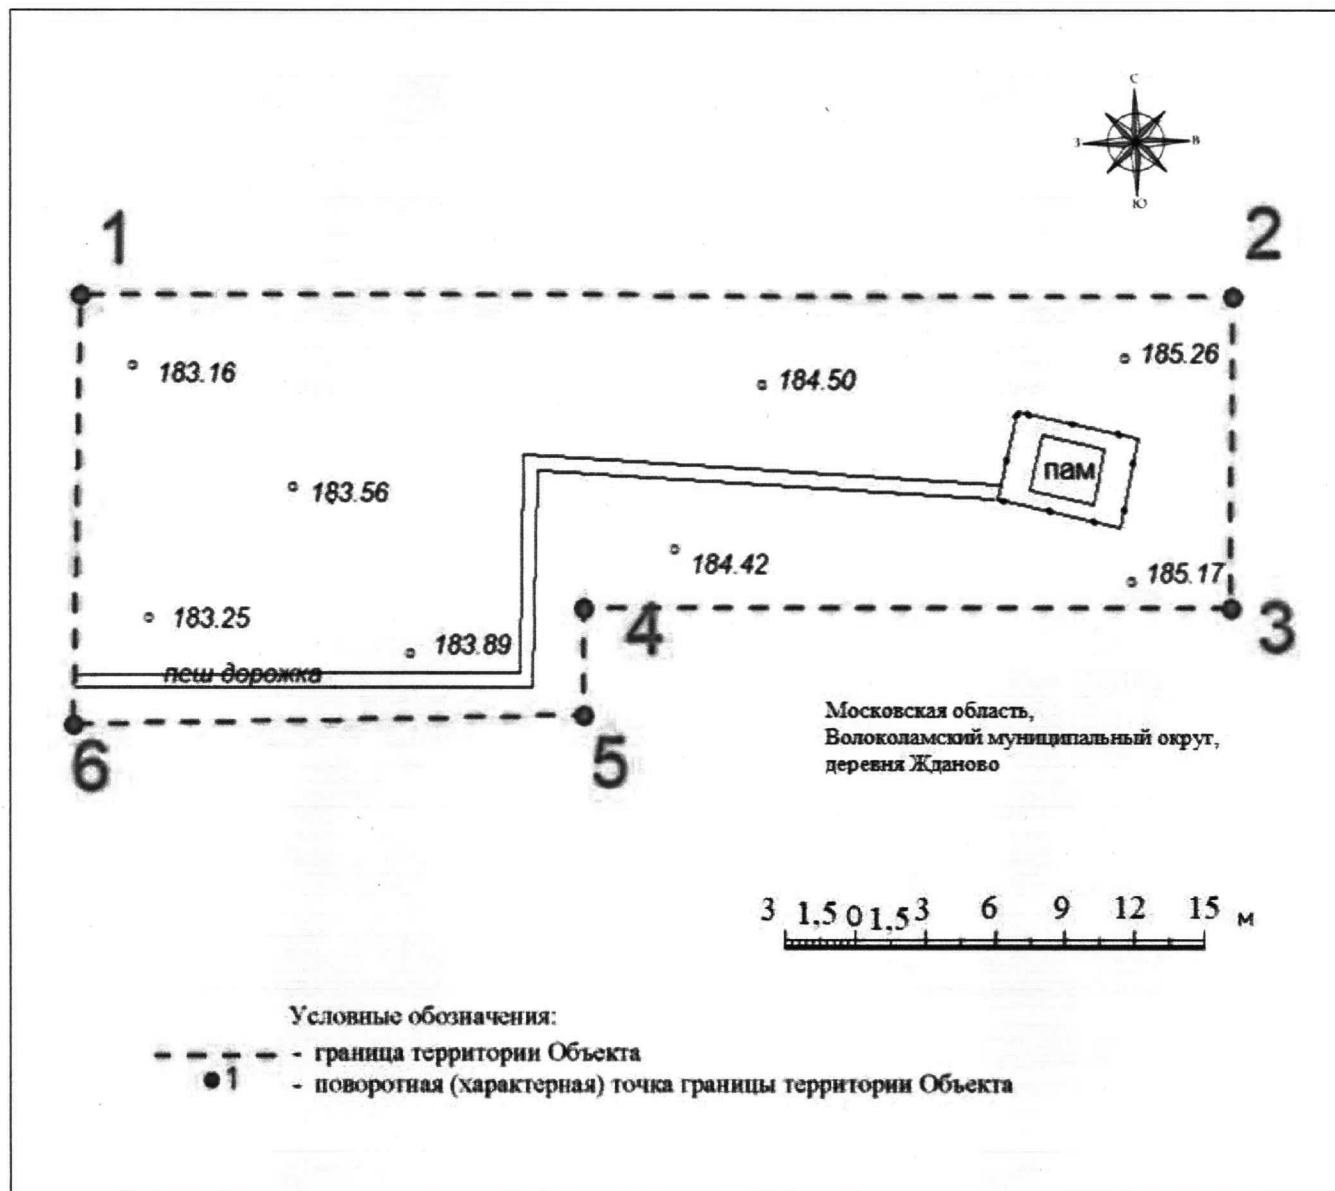 С
З В
Ю
1 2
185.26
183.16 184.50
пам
183.56
184.42 185.17
183.25
183.89 4 3
пеш дорожка
6 5
Московская область,
Волоколамский муниципальный округ,
деревня Жданово
3 1,5 0 1,5 3 6 9 12 15 м
Условные обозначения:
- граница территории Объекта
1 - поворотная (характерная) точка границы территории Объекта